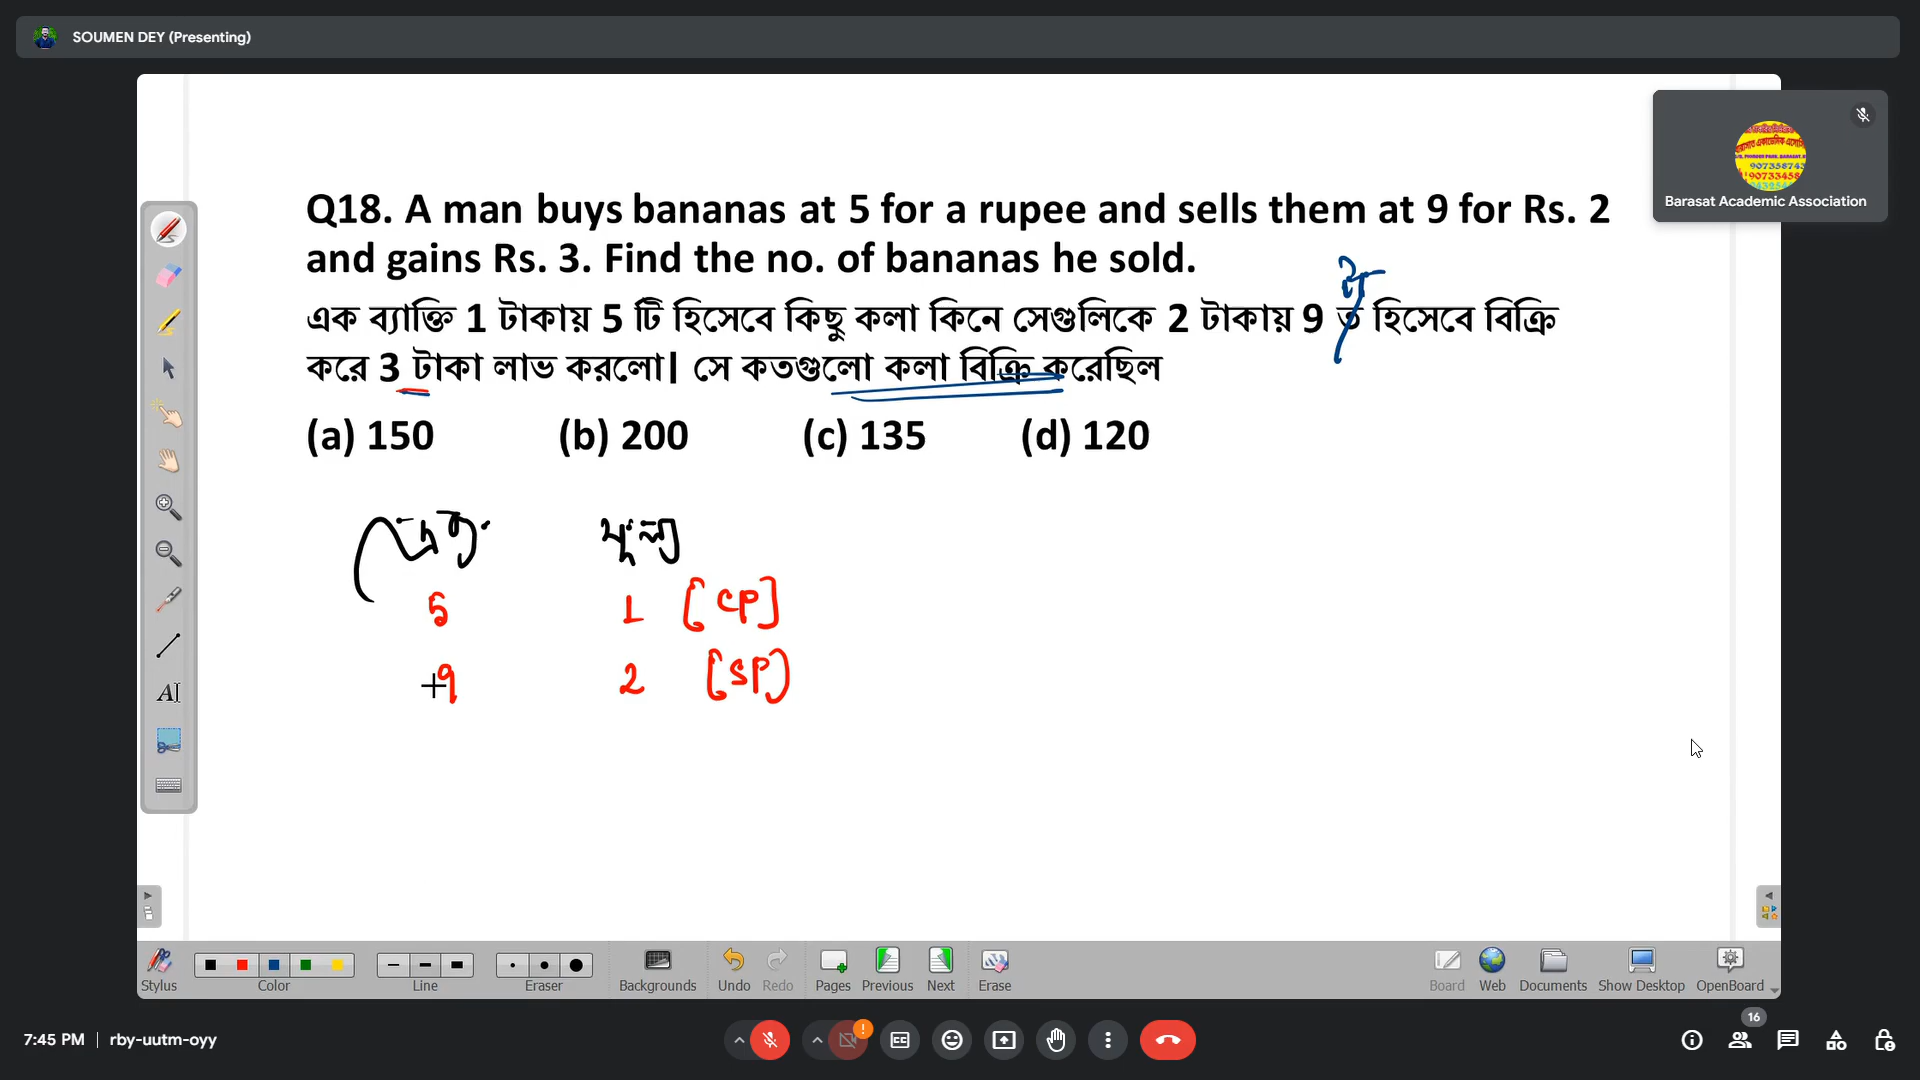 SOUMEN DEY (Presenting)
Barasat Academic Association
Q18. A man buys bananas at 5 for a rupee and sells them at 9 for Rs. 2
and gains Rs. 3. Find the no. of bananas he sold.
এক ব্যাক্তি 1 টাকায় 5 টি হিসেবে কিছু কলা কিনে সেগুলিকে 2 টাকায় 9 ত হিসেবে বিক্রি
করে 3 টাকা লাভ করলো। সে কতগুলো কলা বিক্রি করেছিল
(a) 150 (b) 200 (c) 135 (d) 120
মূল্য
5 1 [CP]
9 2 [SP)
AI
Stylus Color Line Eraser Backgrounds Undo Redo Pages Previous Next Erase Board Web Documents Show Desktop OpenBoard
16
7:45 PM | rby-uutm-oyy